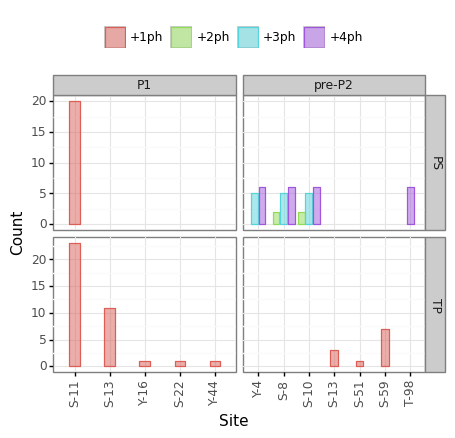 +1ph +2ph +3ph +4ph
P1 pre-P2
20
15
10
5
0
PS
20
15
10
5
0
TP
Count
S-11 S-13 Y-16 S-22 Y-44 Y-4 S-8 S-10 S-13 S-51 S-59 T-98
Site